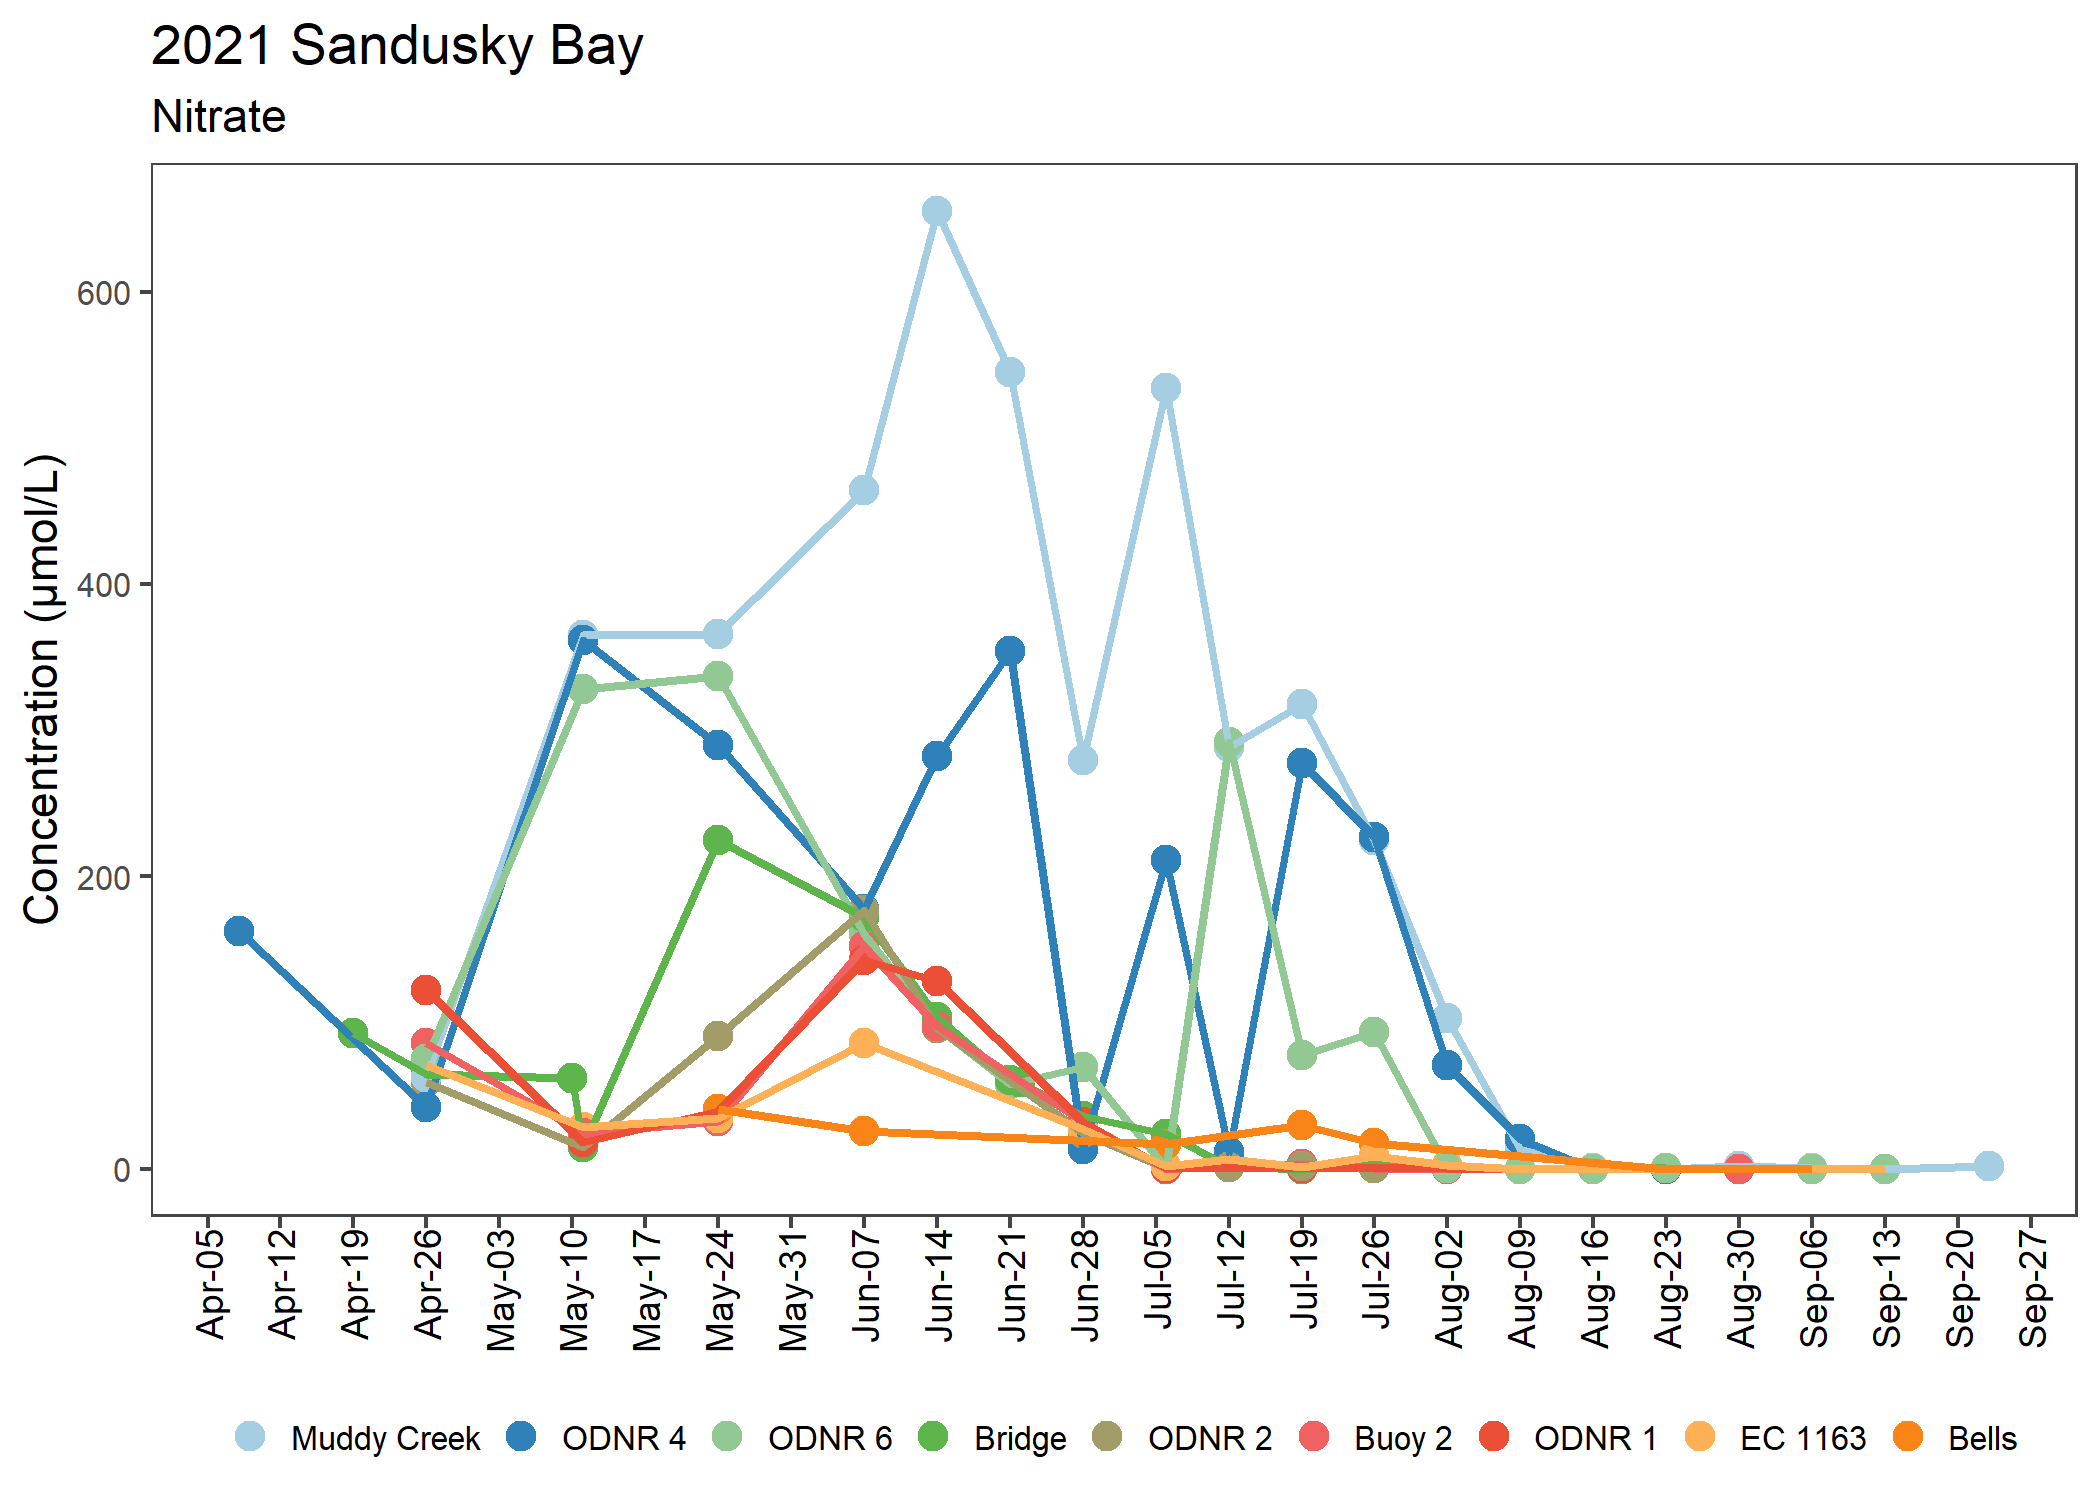 2021 Sandusky Bay
Nitrate
Concentration (µmol/L)
600
400
200
0
Apr-05
Apr-12
Apr-19
Apr-26
May-03
May-10
May-17
May-24
May-31
Jun-07
Jun-14
Jun-21
Jun-28
Jul-05
Jul-12
Jul-19
Jul-26
Aug-02
Aug-09
Aug-16
Aug-23
Aug-30
Sep-06
Sep-13
Sep-20
Sep-27
Muddy Creek ODNR 4 ODNR 6 Bridge ODNR 2 Buoy 2 ODNR 1 EC 1163 Bells